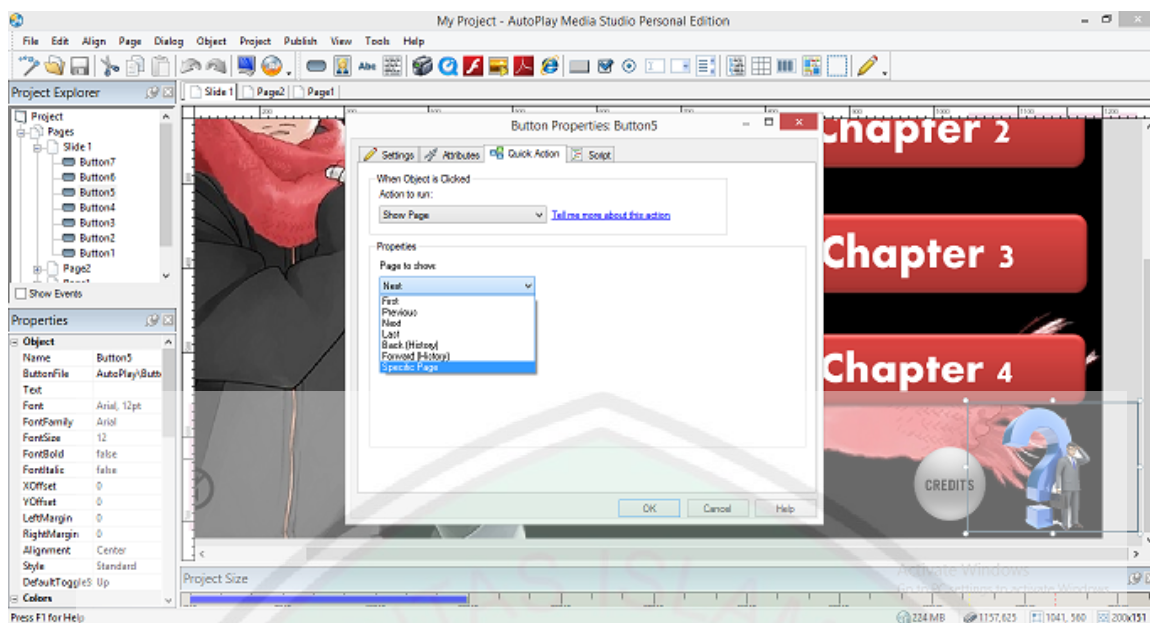 My Project - AutoPlay Media Studio Personal Edition
File Edit Align Page Dialog Object Project Publish View Tools Help
Project Explorer
Slide 1 Page2 Page1
Project
Pages
Slide 1
Button7
Button6
Button5
Button4
Button3
Button2
Button1
Page2
Show Events
Properties
Object
Name Button5
ButtonFile AutoPlay\Butt
Text
Font Arial, 12pt
FontFamily Arial
FontSize 12
FontBold false
FontItalic false
XOffset 0
YOffset 0
LeftMargin 0
RightMargin 0
Alignment Center
Style Standard
DefaultToggleS Up
Colors
Press F1 for Help
Button Properties: Button5
Settings Attributes Quick Action Script
When Object is Clicked
Action to run:
Show Page Tell me more about this action
Properties
Page to show:
Next
First
Previous
Next
Last
Back (History)
Forward (History)
Specific Page
OK Cancel Help
Chapter 2
Chapter 3
Chapter 4
CREDITS
Activate Windows
Go to PC settings to activate Windows.
Project Size
224 MB 1157,625 1041, 560 200x151